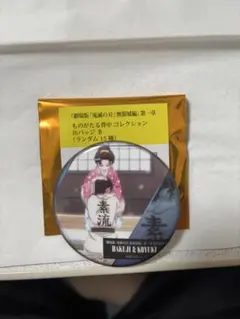 『劇場版「鬼滅の刃」無限城編』第一章
ものがたる背中 コレクション
缶バッジ B
(ランダム 15種)
素
流
素
HAKUJI & KOYUKI